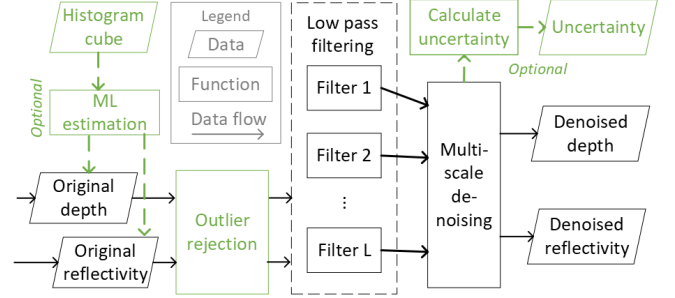 Histogram
cube
Optional
ML
estimation
Original
depth
Original
reflectivity
Legend
Data
Function
Data flow
Outlier
rejection
Low pass
filtering
Filter 1
Filter 2
...
Filter L
Calculate
uncertainty
Uncertainty
Optional
Multi-
scale
de-
noising
Denoised
depth
Denoised
reflectivity